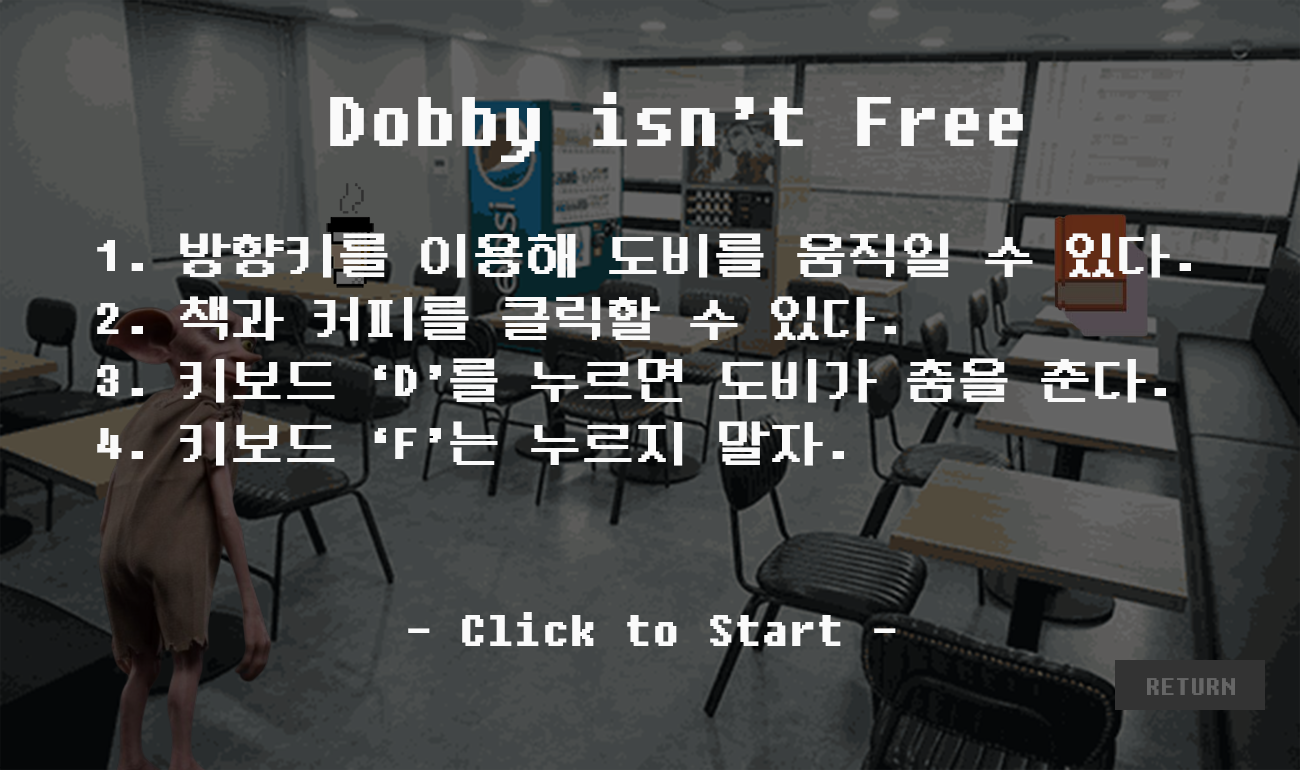 Dobby isn’t Free
1. 방향키를 이용해 도비를 움직일 수 있다.
2. 책과 커피를 클릭할 수 있다.
3. 키보드 ‘D’를 누르면 도비가 춤을 춘다.
4. 키보드 ‘F’는 누르지 말자.
- Click to Start -
RETURN